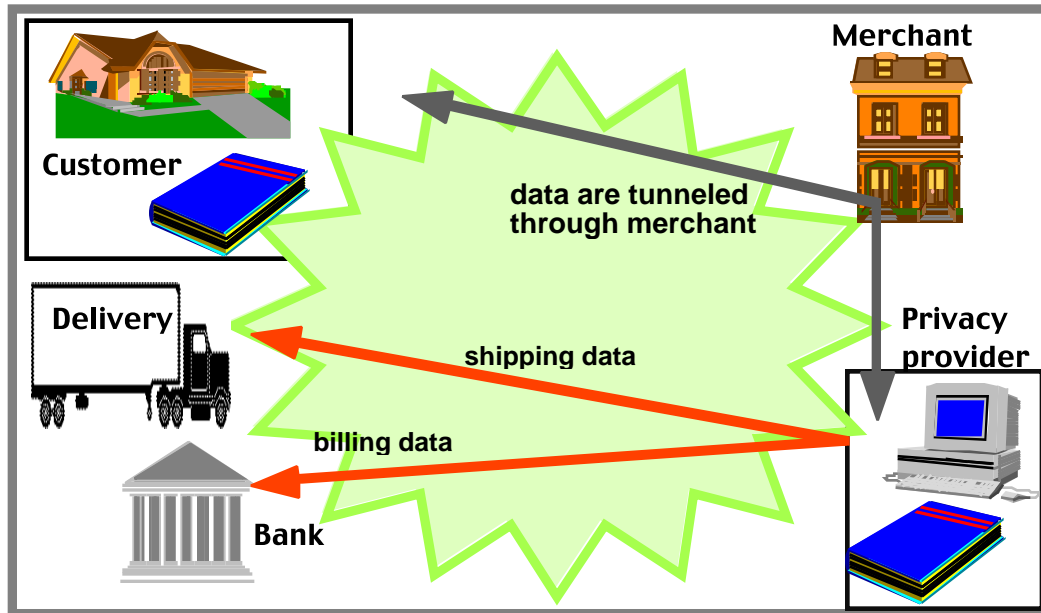 Merchant
Customer
data are tunneled
through merchant
Delivery
Privacy
provider
shipping data
billing data
Bank